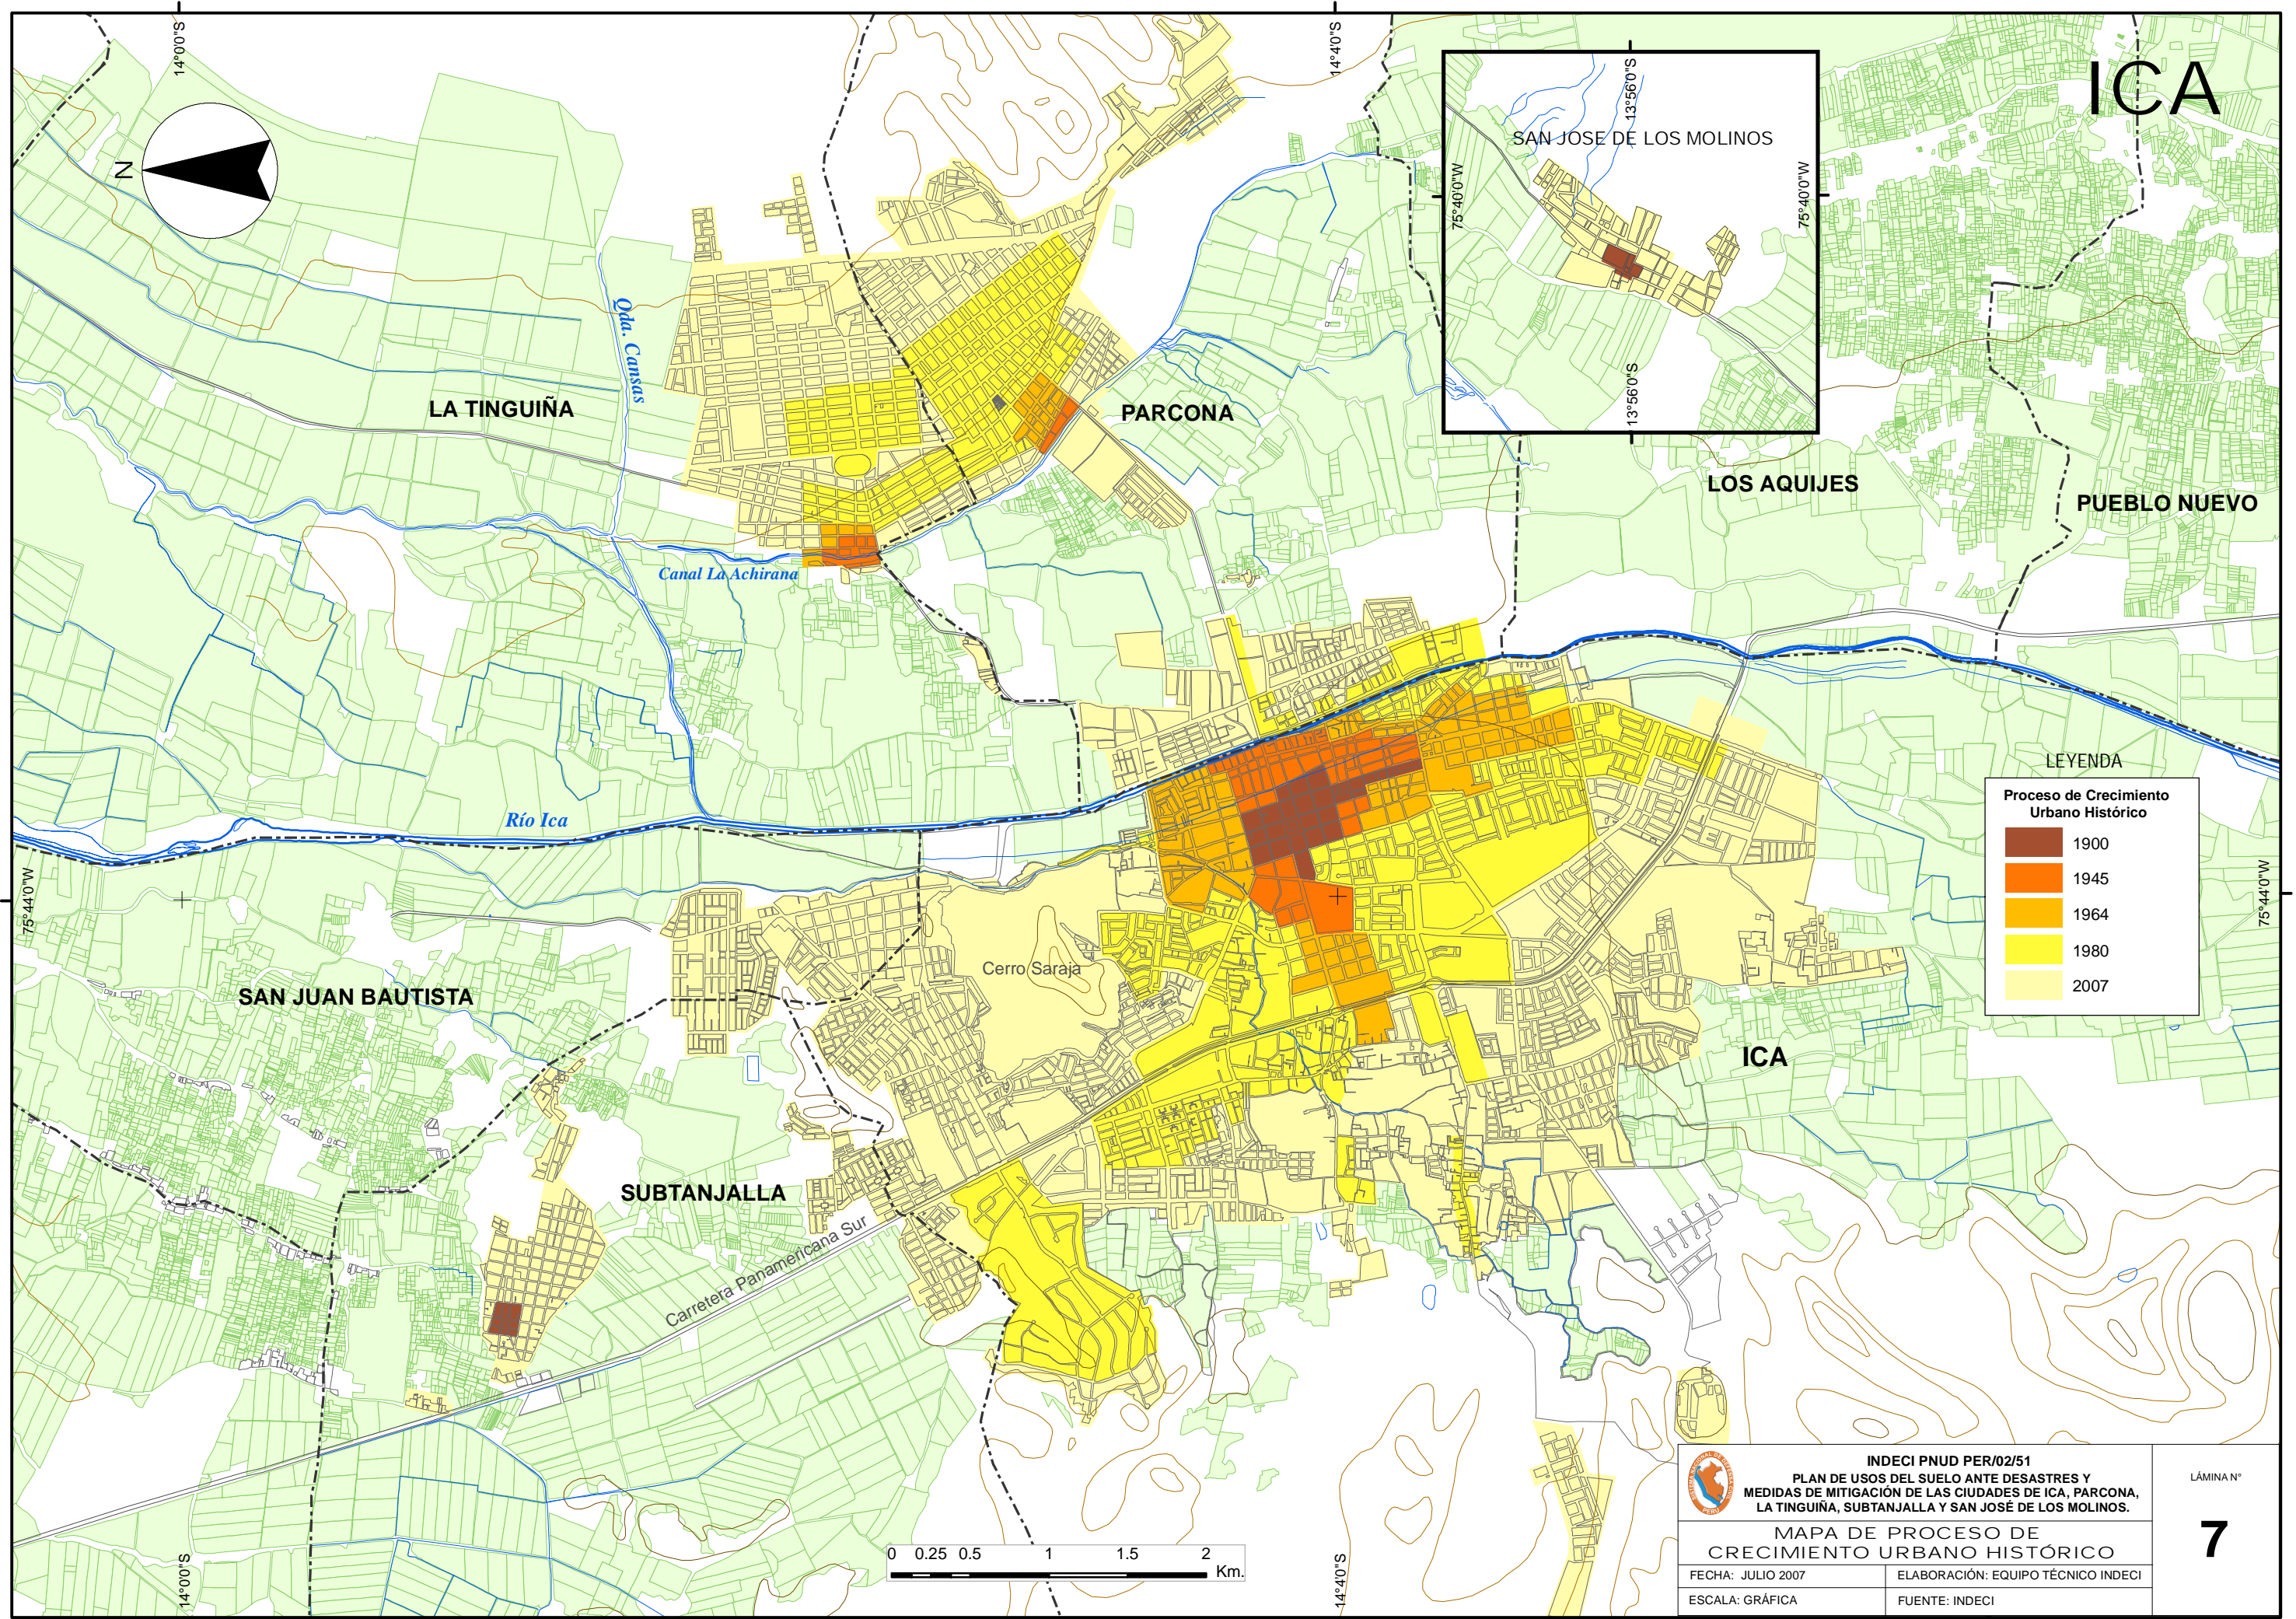 ICA
14°0'0"S
14°4'0"S
N
13°56'0"S
SAN JOSE DE LOS MOLINOS
75°40'0"W
75°40'0"W
13°56'0"S
Qda. Cansas
LA TINGUIÑA
PARCONA
LOS AQUIJES
PUEBLO NUEVO
Canal La Achirana
Río Ica
75°44'0"W
75°44'0"W
Cerro Saraja
SAN JUAN BAUTISTA
ICA
SUBTANJALLA
Carretera Panamericana Sur
LEYENDA
Proceso de Crecimiento
Urbano Histórico
1900
1945
1964
1980
2007
14°0'0"S
14°4'0"S
0 0.25 0.5 1 1.5 2
Km.
INDECI PNUD PER/02/51
PLAN DE USOS DEL SUELO ANTE DESASTRES Y
MEDIDAS DE MITIGACIÓN DE LAS CIUDADES DE ICA, PARCONA,
LA TINGUIÑA, SUBTANJALLA Y SAN JOSÉ DE LOS MOLINOS.
MAPA DE PROCESO DE
CRECIMIENTO URBANO HISTÓRICO
FECHA: JULIO 2007
ELABORACIÓN: EQUIPO TÉCNICO INDECI
ESCALA: GRÁFICA
FUENTE: INDECI
LÁMINA N°
7